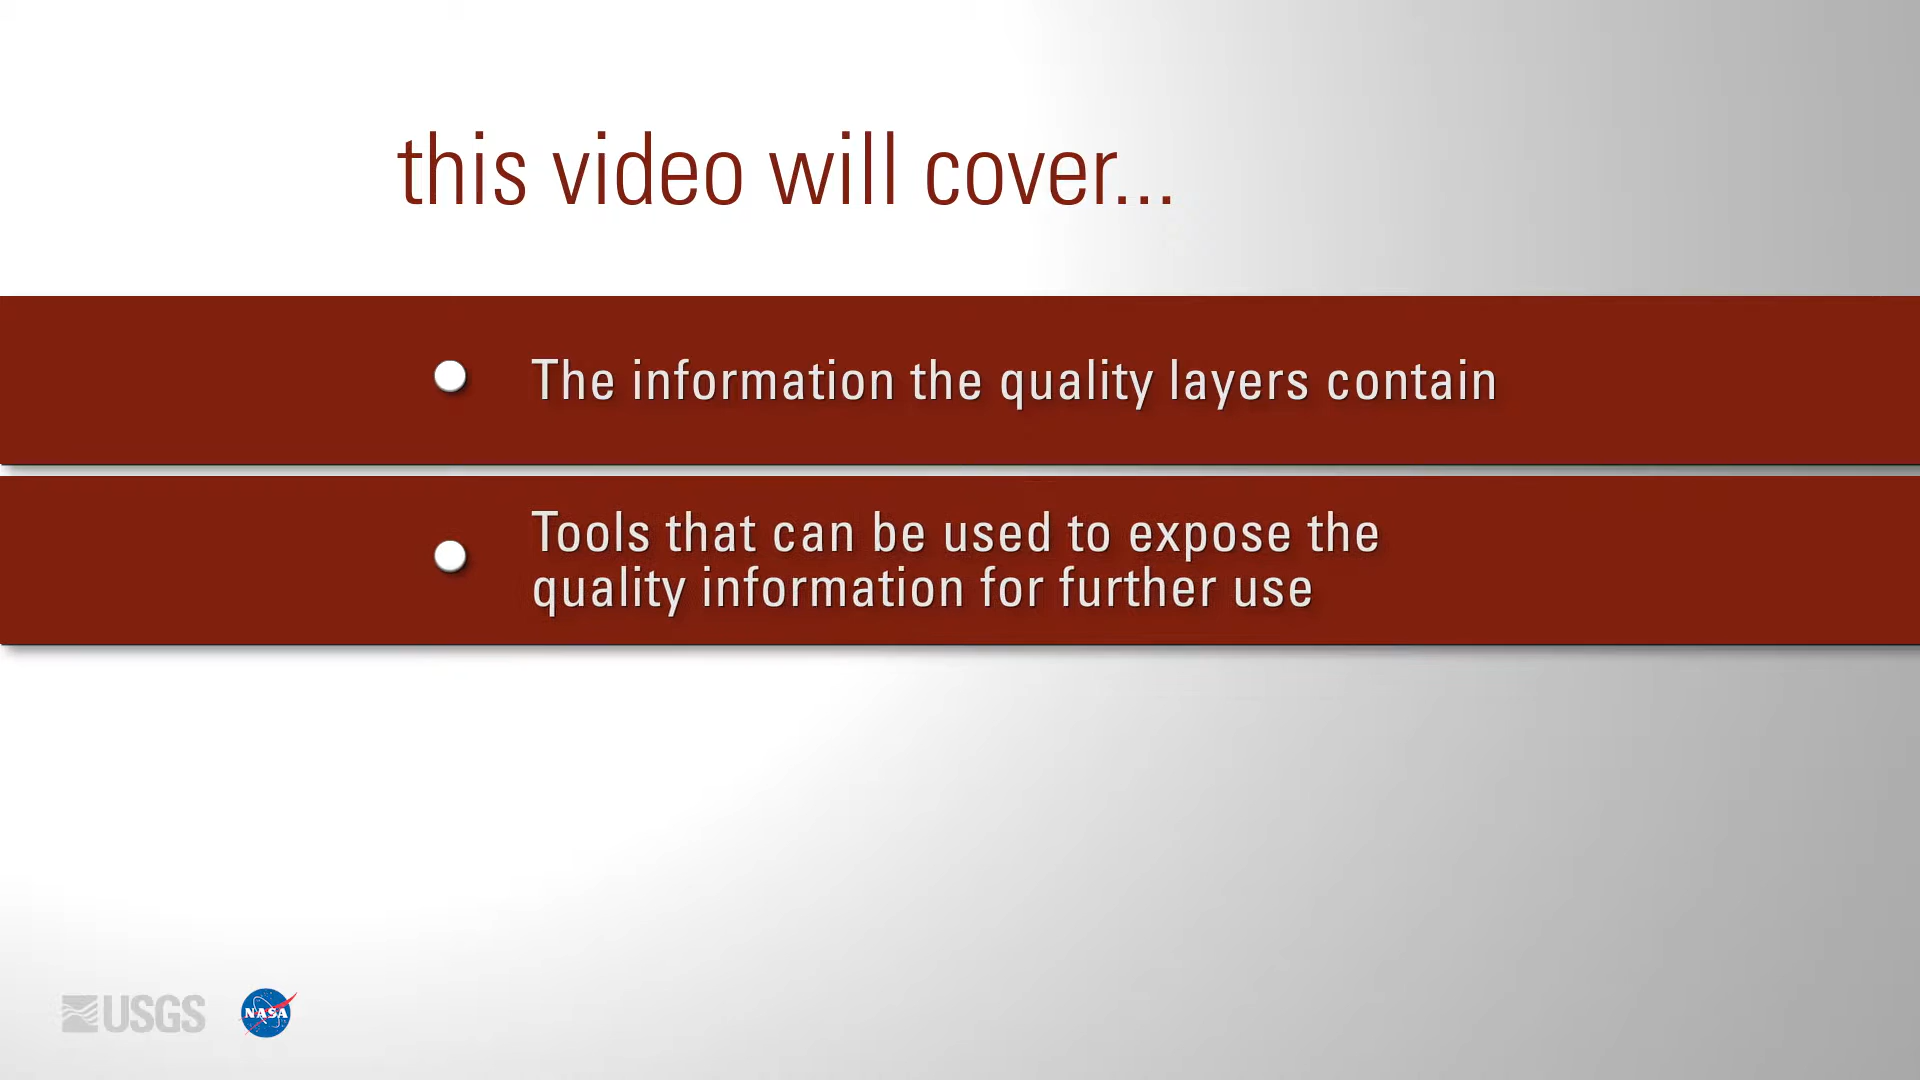 this video will cover...
The information the quality layers contain
Tools that can be used to expose the
quality information for further use
USGS
NASA